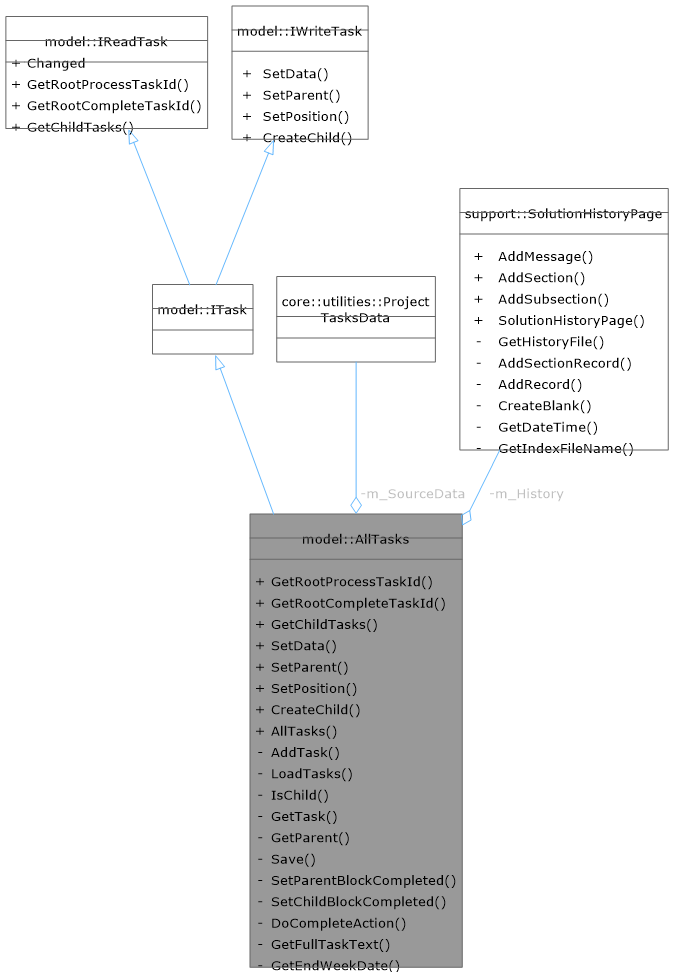 model::IReadTask
+ Changed
+ GetRootProcessTaskId()
+ GetRootCompleteTaskId()
+ GetChildTasks()
model::IWriteTask
+ SetData()
+ SetParent()
+ SetPosition()
+ CreateChild()
support::SolutionHistoryPage
+ AddMessage()
+ AddSection()
+ AddSubsection()
+ SolutionHistoryPage()
- GetHistoryFile()
- AddSectionRecord()
- AddRecord()
- CreateBlank()
- GetDateTime()
- GetIndexFileName()
model::ITask
core::utilities::Project
TasksData
-m_SourceData
-m_History
model::AllTasks
+ GetRootProcessTaskId()
+ GetRootCompleteTaskId()
+ GetChildTasks()
+ SetData()
+ SetParent()
+ SetPosition()
+ CreateChild()
+ AllTasks()
- AddTask()
- LoadTasks()
- IsChild()
- GetTask()
- GetParent()
- Save()
- SetParentBlockCompleted()
- SetChildBlockCompleted()
- DoCompleteAction()
- GetFullTaskText()
- GetEndWeekDate()